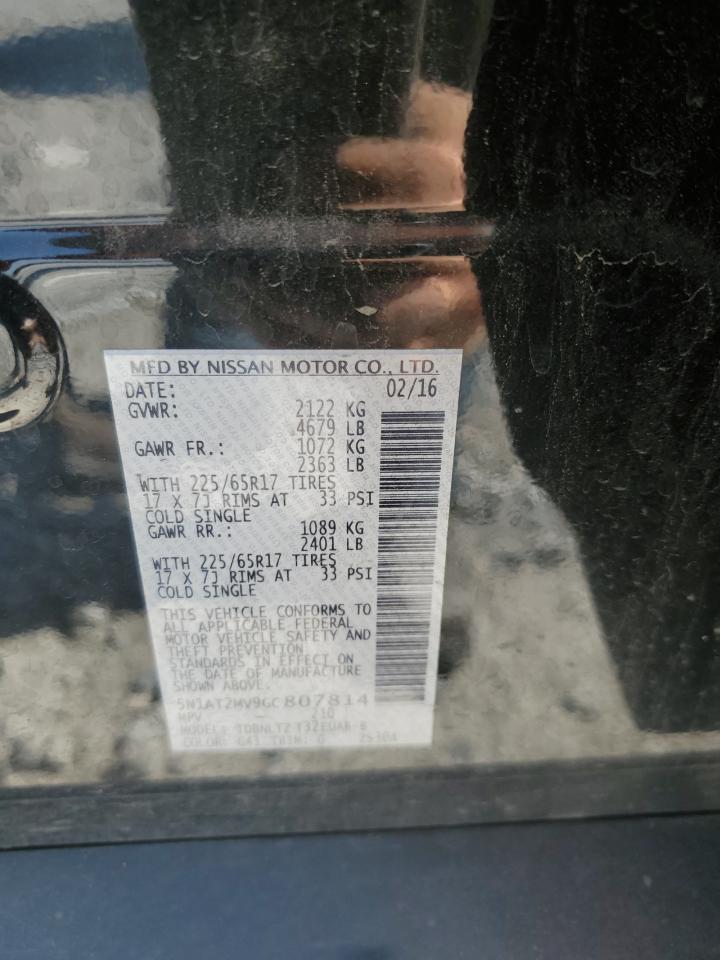 MFD BY NISSAN MOTOR CO., LTD.
DATE: 02/16
GVWR: 2122 KG
4679 LB
GAWR FR.: 1072 KG
2363 LB
WITH 225/65R17 TIRES
17 X 7J RIMS AT 33 PSI
COLD SINGLE
GAWR RR.: 1089 KG
2401 LB
WITH 225/65R17 TIRES
17 X 7J RIMS AT 33 PSI
COLD SINGLE
THIS VEHICLE CONFORMS TO
ALL APPLICABLE FEDERAL
MOTOR VEHICLE SAFETY AND
THEFT PREVENTION
STANDARDS IN EFFECT ON
THE DATE OF MANUFACTURE
SHOWN ABOVE.
5N1AT2MV9GC807814
MPV
MODEL:
COLOR: TRIM: G